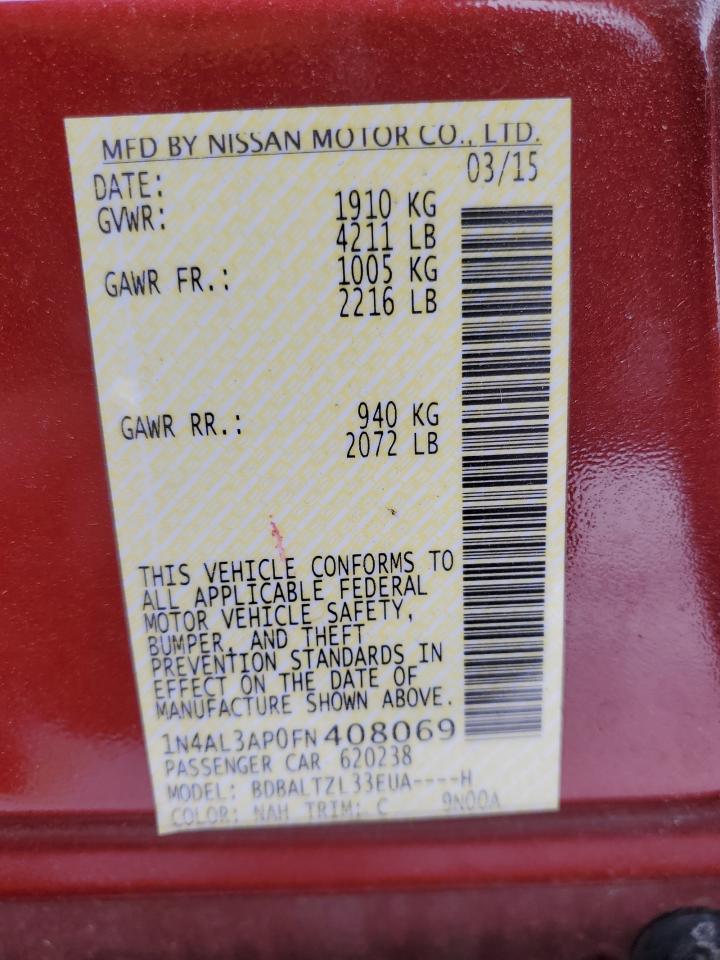 MFD BY NISSAN MOTOR CO., LTD.
DATE: 03/15
GVWR: 1910 KG
4211 LB
GAWR FR.: 1005 KG
2216 LB
GAWR RR.: 940 KG
2072 LB
THIS VEHICLE CONFORMS TO
ALL APPLICABLE FEDERAL
MOTOR VEHICLE SAFETY,
BUMPER, AND THEFT
PREVENTION STANDARDS IN
EFFECT ON THE DATE OF
MANUFACTURE SHOWN ABOVE.
1N4AL3AP0FN408069
PASSENGER CAR 620238
MODEL: BDBALTZL33EUA----H
COLOR: NAH TRIM: C 9N00A